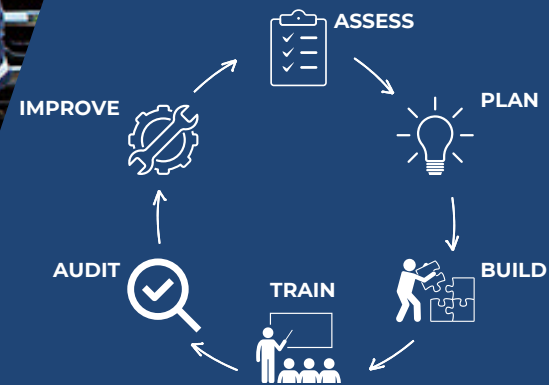 ASSESS
PLAN
BUILD
TRAIN
AUDIT
IMPROVE